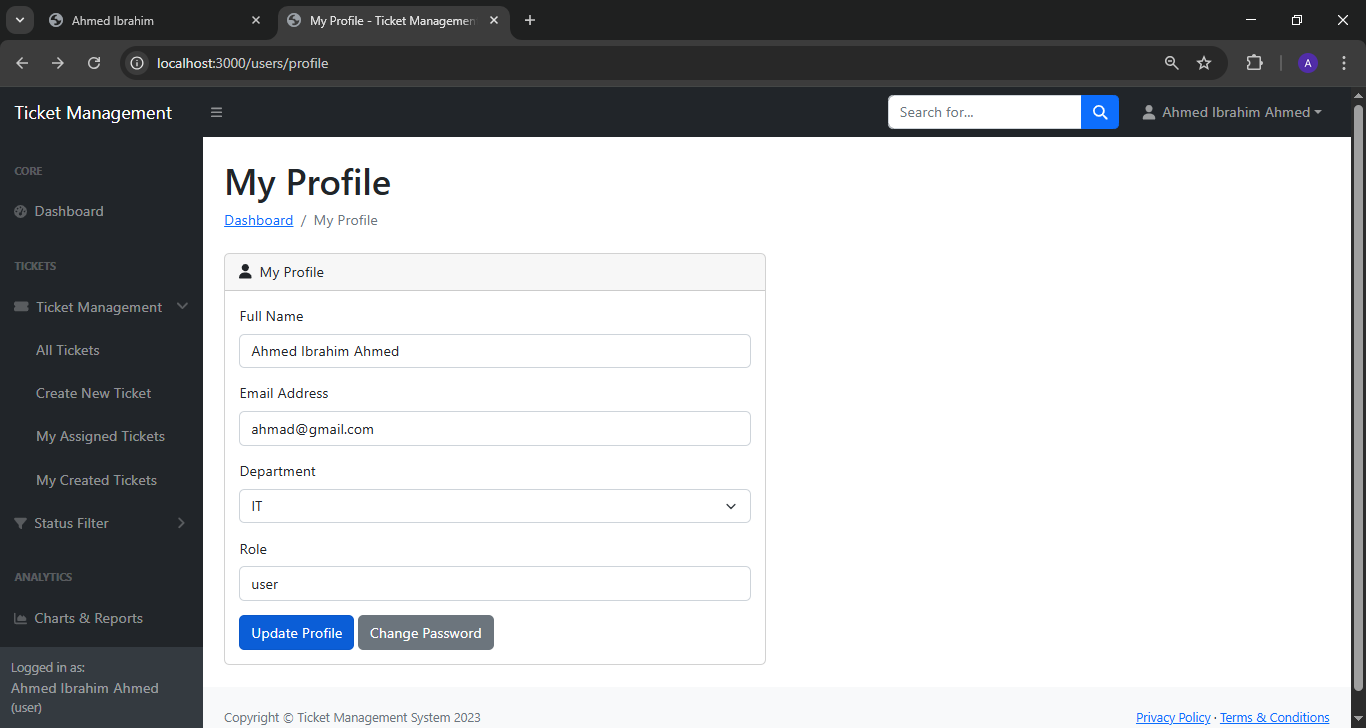 Ahmed Ibrahim
My Profile - Ticket Managemen
localhost:3000/users/profile
A
Ticket Management
Search for...
Ahmed Ibrahim Ahmed
CORE
Dashboard
TICKETS
Ticket Management
All Tickets
Create New Ticket
My Assigned Tickets
My Created Tickets
Status Filter
ANALYTICS
Charts & Reports
Logged in as:
Ahmed Ibrahim Ahmed
(user)
My Profile
Dashboard / My Profile
My Profile
Full Name
Ahmed Ibrahim Ahmed
Email Address
ahmad@gmail.com
Department
IT
Role
user
Update Profile Change Password
Copyright © Ticket Management System 2023
Privacy Policy · Terms & Conditions